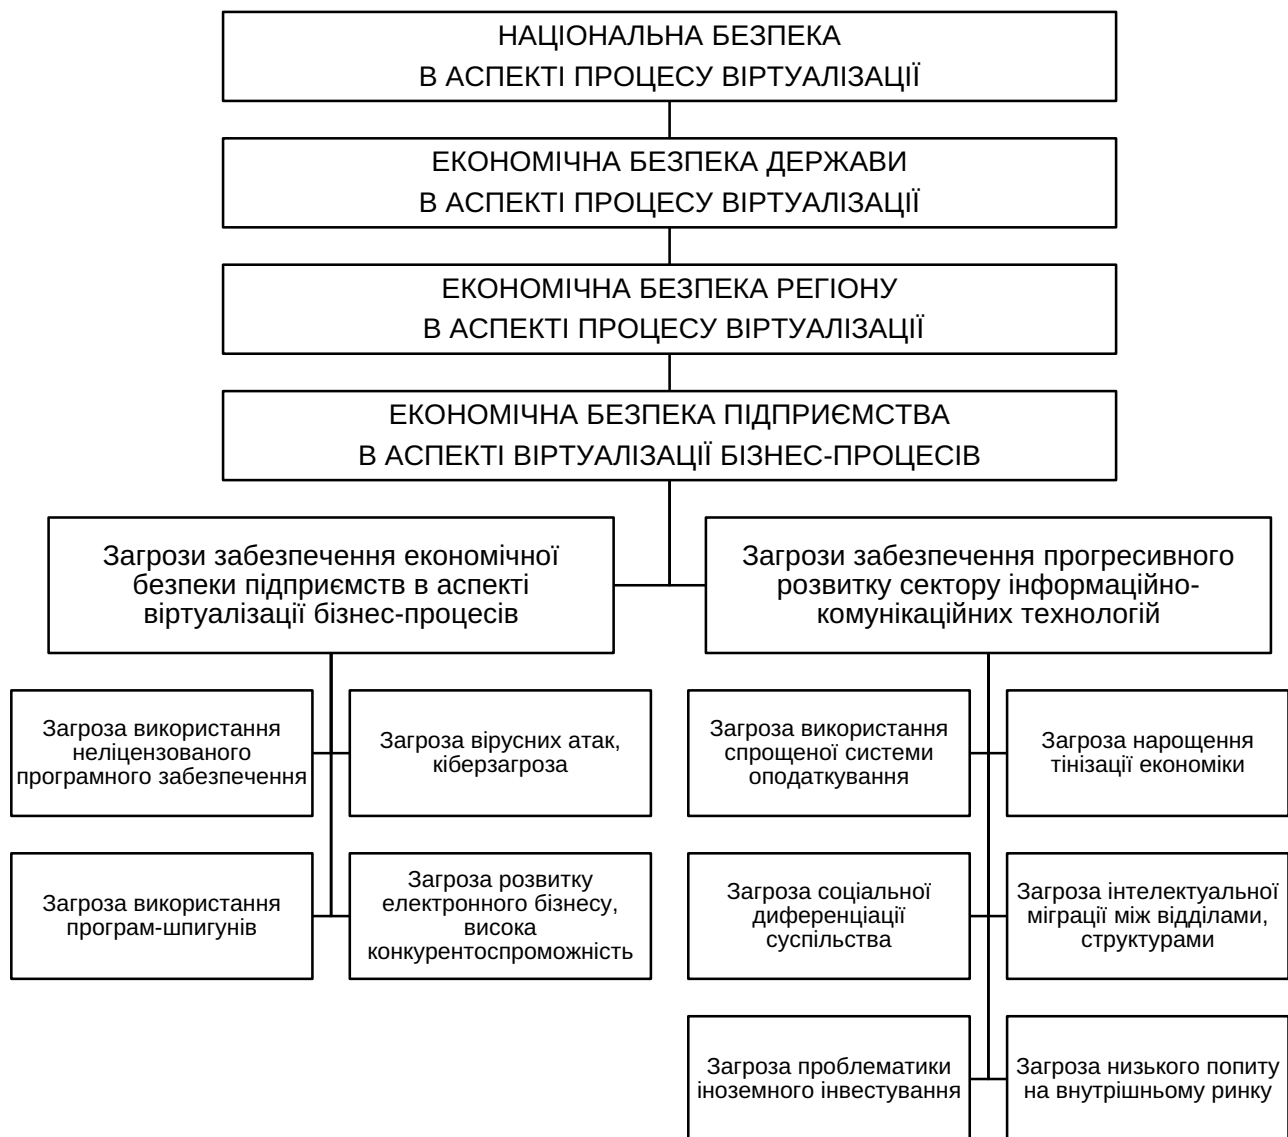 НАЦІОНАЛЬНА БЕЗПЕКА
В АСПЕКТІ ПРОЦЕСУ ВІРТУАЛІЗАЦІЇ
ЕКОНОМІЧНА БЕЗПЕКА ДЕРЖАВИ
В АСПЕКТІ ПРОЦЕСУ ВІРТУАЛІЗАЦІЇ
ЕКОНОМІЧНА БЕЗПЕКА РЕГІОНУ
В АСПЕКТІ ПРОЦЕСУ ВІРТУАЛІЗАЦІЇ
ЕКОНОМІЧНА БЕЗПЕКА ПІДПРИЄМСТВА
В АСПЕКТІ ВІРТУАЛІЗАЦІЇ БІЗНЕС-ПРОЦЕСІВ
Загрози забезпечення економічної
безпеки підприємств в аспекті
віртуалізації бізнес-процесів
Загрози забезпечення прогресивного
розвитку сектору інформаційно-
комунікаційних технологій
Загроза використання
неліцензованого
програмного забезпечення
Загроза вірусних атак,
кіберзагроза
Загроза використання
спрощеної системи
оподаткування
Загроза нарощення
тінізації економіки
Загроза використання
програм-шпигунів
Загроза розвитку
електронного бізнесу,
висока
конкурентоспроможність
Загроза соціальної
диференціації
суспільства
Загроза інтелектуальної
міграції між відділами,
структурами
Загроза проблематики
іноземного інвестування
Загроза низького попиту
на внутрішньому ринку